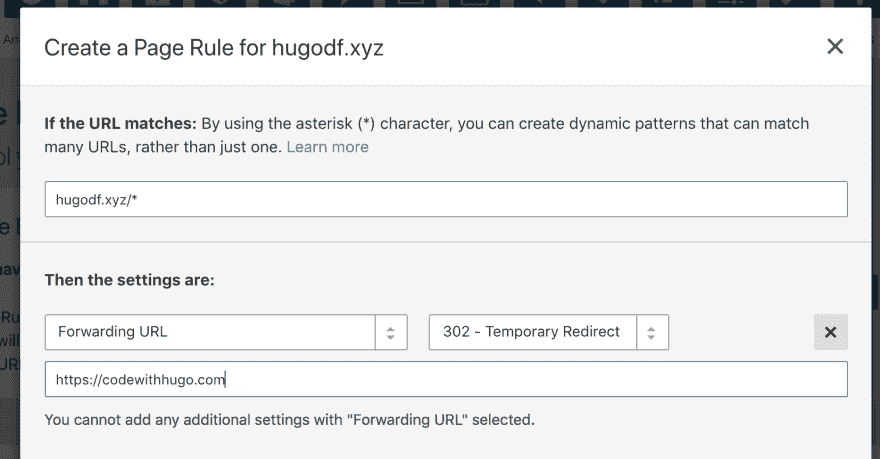 Create a Page Rule for hugodf.xyz
If the URL matches: By using the asterisk (*) character, you can create dynamic patterns that can match
many URLs, rather than just one. Learn more
hugodf.xyz/*
Then the settings are:
Forwarding URL
302 - Temporary Redirect
https://codewithhugo.com
You cannot add any additional settings with "Forwarding URL" selected.